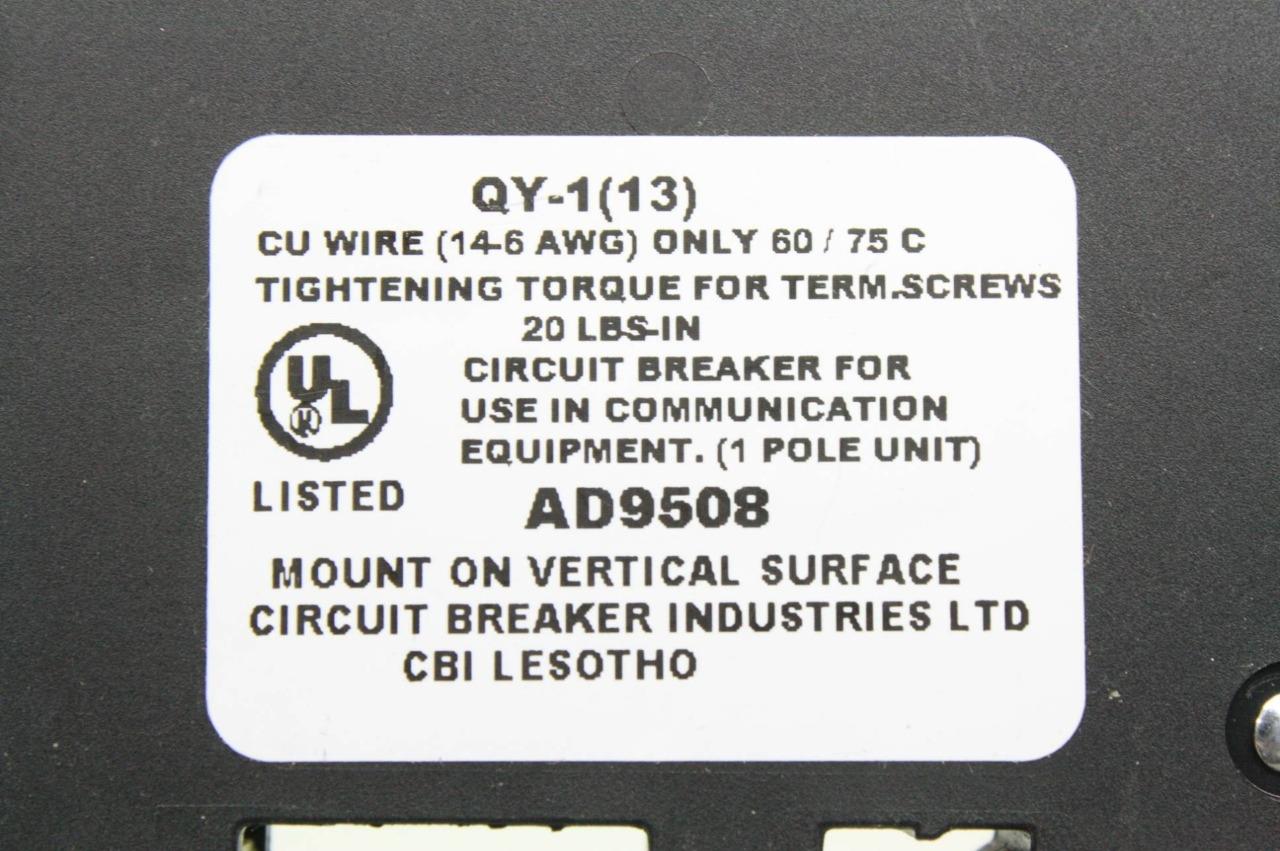 QY-1(13)
CU WIRE (14-6 AWG) ONLY 60 / 75 C
TIGHTENING TORQUE FOR TERM.SCREWS
20 LBS-IN
CIRCUIT BREAKER FOR
USE IN COMMUNICATION
EQUIPMENT. (1 POLE UNIT)
UL
LISTED
AD9508
MOUNT ON VERTICAL SURFACE
CIRCUIT BREAKER INDUSTRIES LTD
CBI LESOTHO